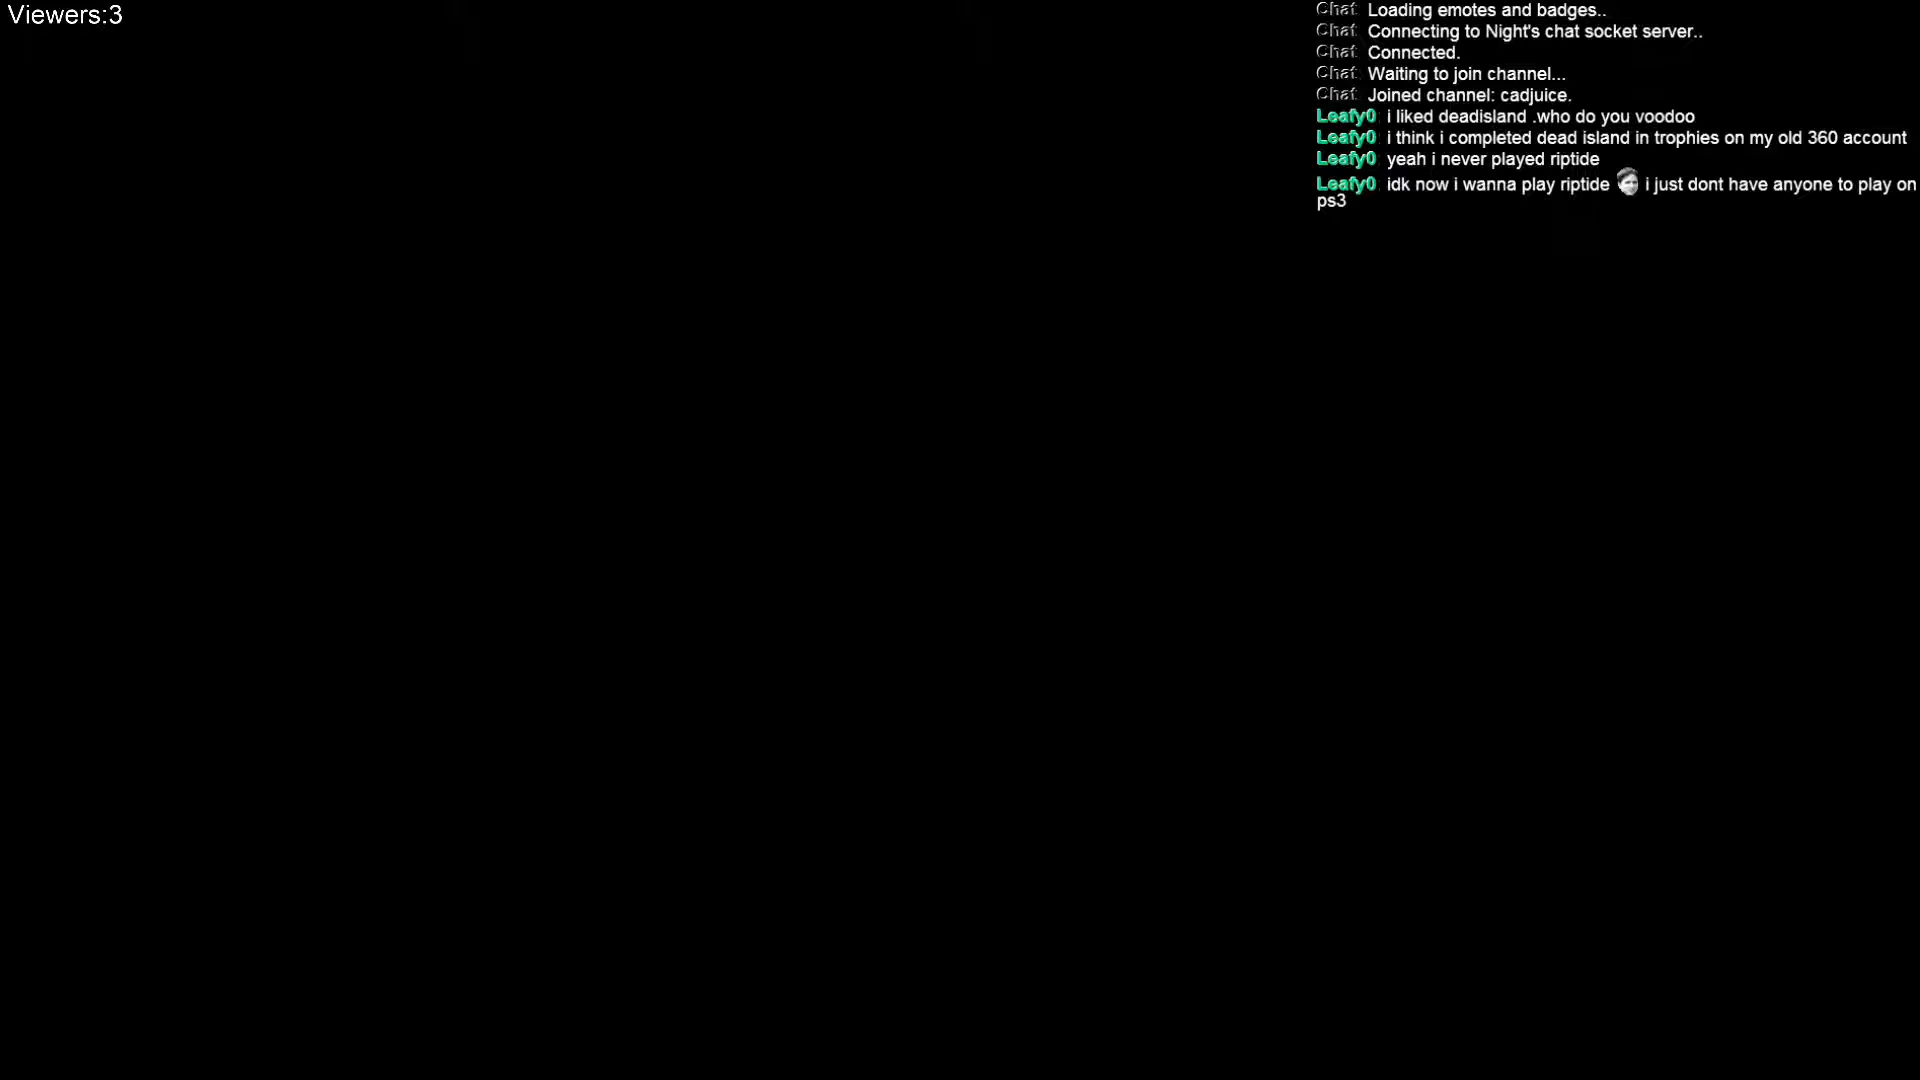 Viewers:3
Chat: Loading emotes and badges..
Chat: Connecting to Night's chat socket server..
Chat: Connected.
Chat: Waiting to join channel...
Chat: Joined channel: cadjuice.
Leafy0: i liked deadisland .who do you voodoo
Leafy0: i think i completed dead island in trophies on my old 360 account
Leafy0: yeah i never played riptide
Leafy0: idk now i wanna play riptide i just dont have anyone to play on
ps3